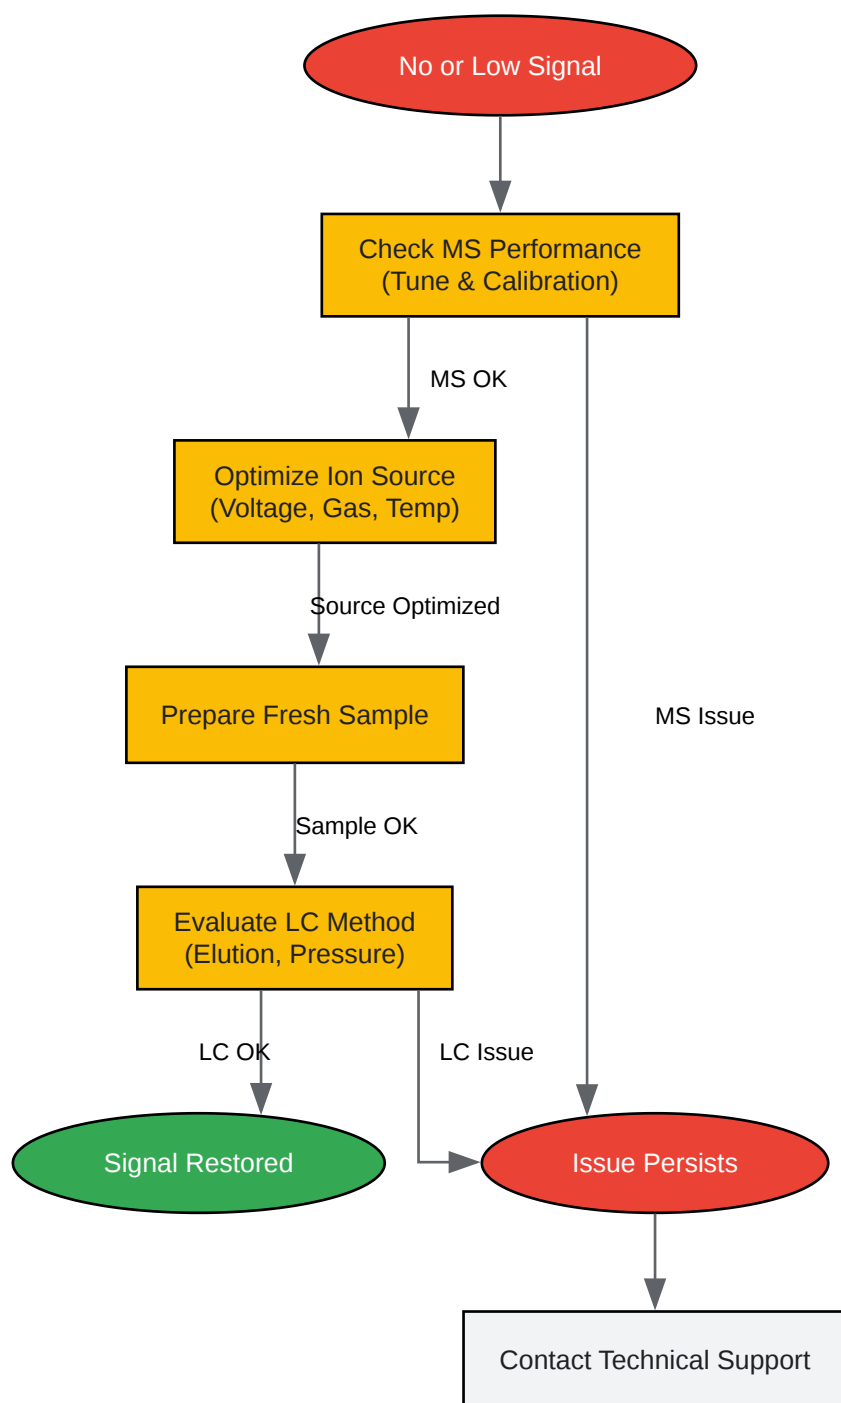 No or Low Signal
Check MS Performance
(Tune & Calibration)
MS OK
Optimize Ion Source
(Voltage, Gas, Temp)
Source Optimized
Prepare Fresh Sample
MS Issue
Sample OK
Evaluate LC Method
(Elution, Pressure)
LC OK
LC Issue
Signal Restored
Issue Persists
Contact Technical Support